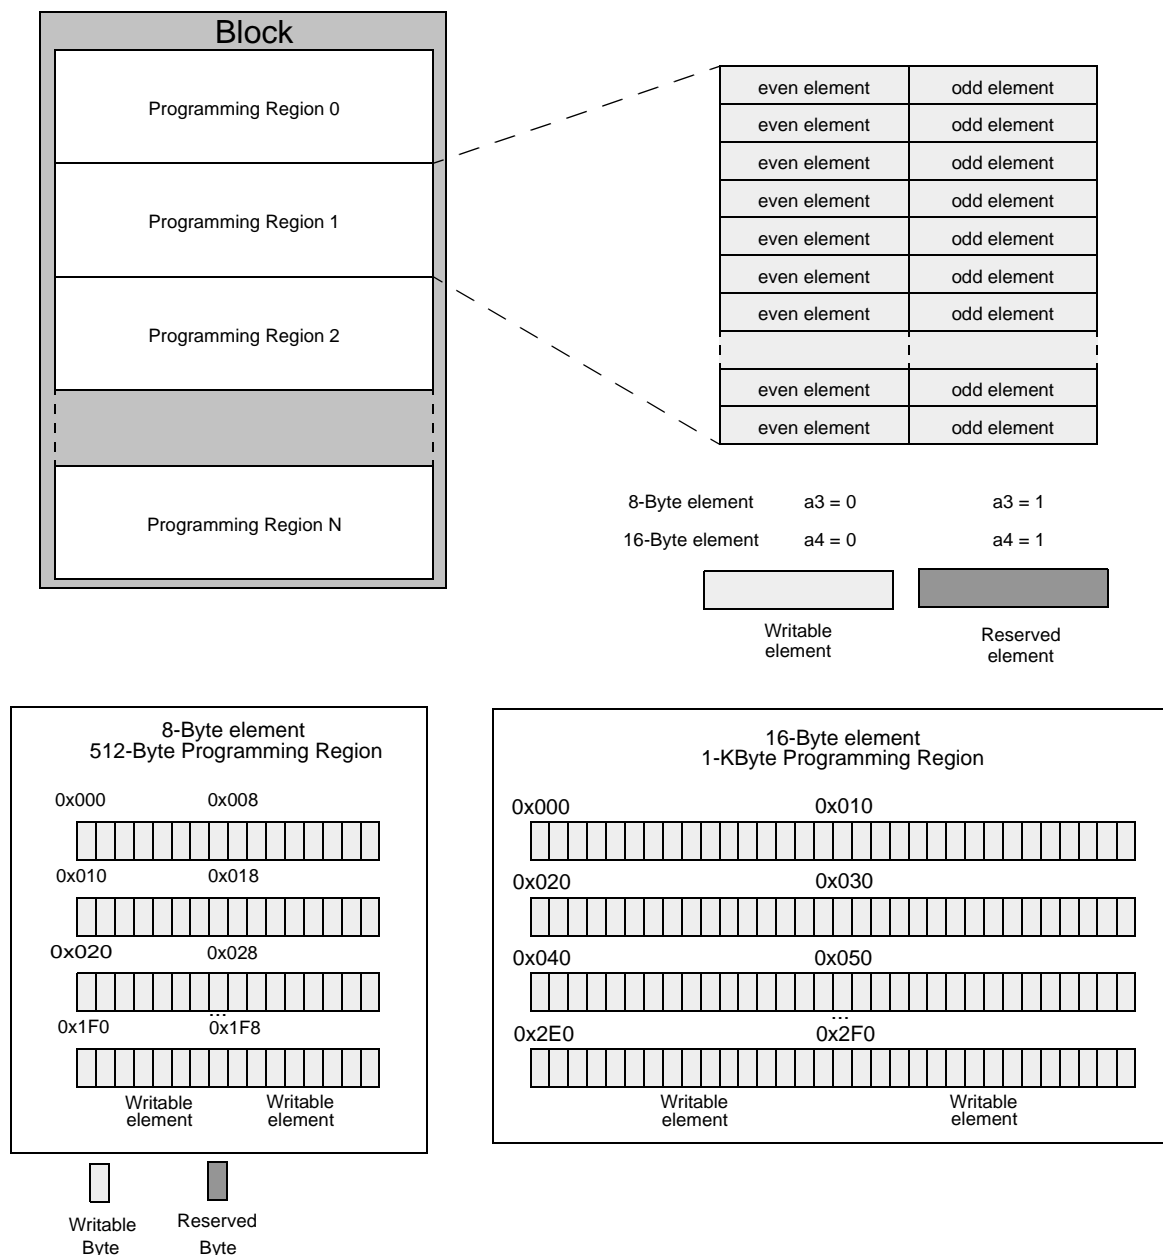 Block
Programming Region 0
Programming Region 1
Programming Region 2
Programming Region N
even element odd element
even element odd element
even element odd element
even element odd element
even element odd element
even element odd element
even element odd element
even element odd element
even element odd element
8-Byte element a3 = 0 a3 = 1
16-Byte element a4 = 0 a4 = 1
Writable
element
Reserved
element
8-Byte element
512-Byte Programming Region
0x000 0x008
0x010 0x018
0x020 0x028
...
0x1F0 0x1F8
Writable
element
Writable
element
16-Byte element
1-KByte Programming Region
0x000 0x010
0x020 0x030
0x040 0x050
...
0x2E0 0x2F0
Writable
element
Writable
element
Writable
Byte
Reserved
Byte